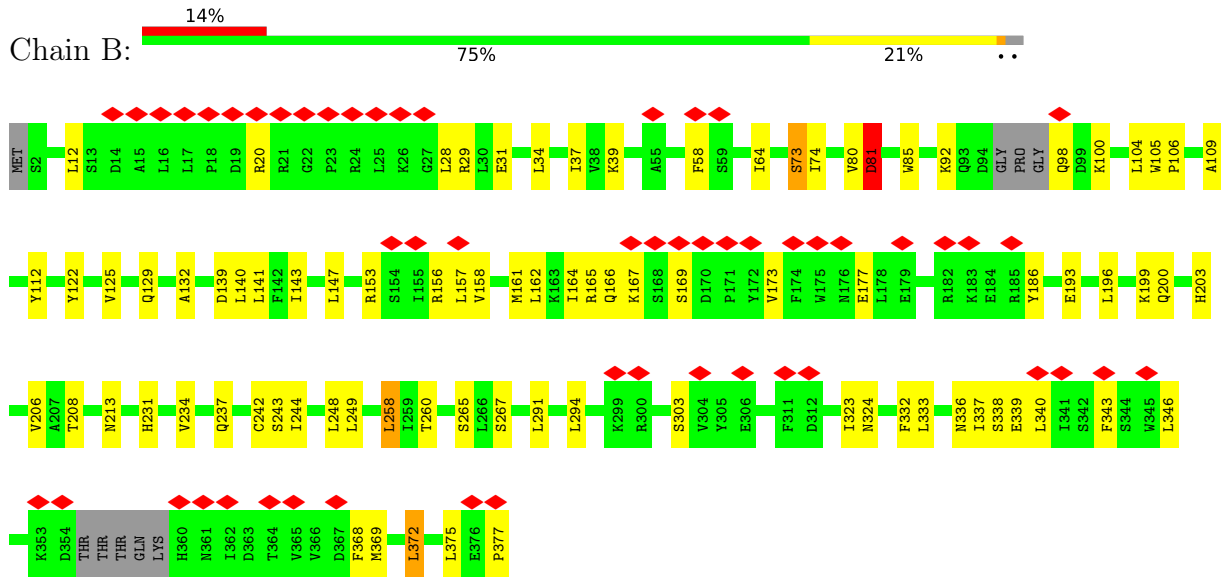 14%
Chain B:
75% 21% • •
MET S2 L12 S13 D14 A15 L16 L17 P18 D19 R20 R21 G22 P23 R24 L25 K26 G27 L28 R29 L30 E31 L34 I37 V38 K39 A55 F58 S59 I64 S73 I74 V80 D81 W85 K92 Q93 D94 GLY PRO GLY Q98 D99 K100 L104 W105 P106 A109
Y112 Y122 V125 Q129 A132 D139 L140 L141 F142 I143 L147 R153 S154 I155 R156 L157 V158 M161 L162 K163 I164 R165 Q166 K167 S168 S169 D170 P171 Y172 V173 F174 W175 N176 E177 L178 E179 R182 K183 E184 R185 Y186 E193 L196 K199 Q200 H203
V206 A207 T208 N213 H231 V234 Q237 C242 S243 I244 L248 L249 L258 I259 T260 S265 L266 S267 L291 L294 K299 R300 S303 V304 Y305 E306 F311 D312 I323 N324 F332 L333 N336 I337 S338 E339 L340 I341 S342 F343 S344 W345 L346
K353 D354 THR THR THR GLN LYS H360 N361 I362 D363 T364 V365 V366 D367 F368 M369 L372 L375 E376 P377